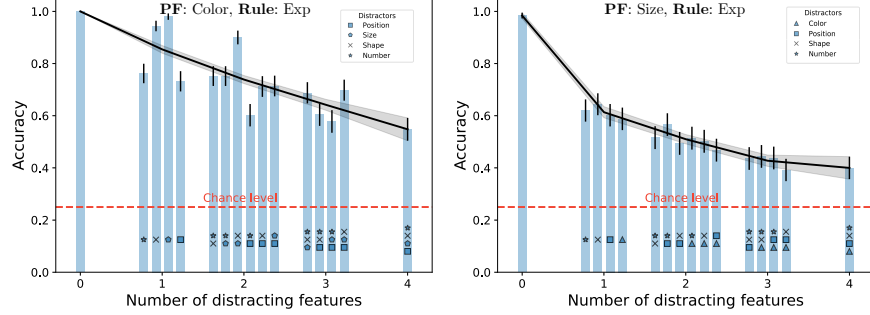 PF: Color, Rule: Exp
Distractors
Position
Size
Shape
Number
Accuracy
1.0
0.8
0.6
0.4
0.2
0.0
Chance level
0 1 2 3 4
Number of distracting features
PF: Size, Rule: Exp
Distractors
Color
Position
Shape
Number
Accuracy
1.0
0.8
0.6
0.4
0.2
0.0
Chance level
0 1 2 3 4
Number of distracting features